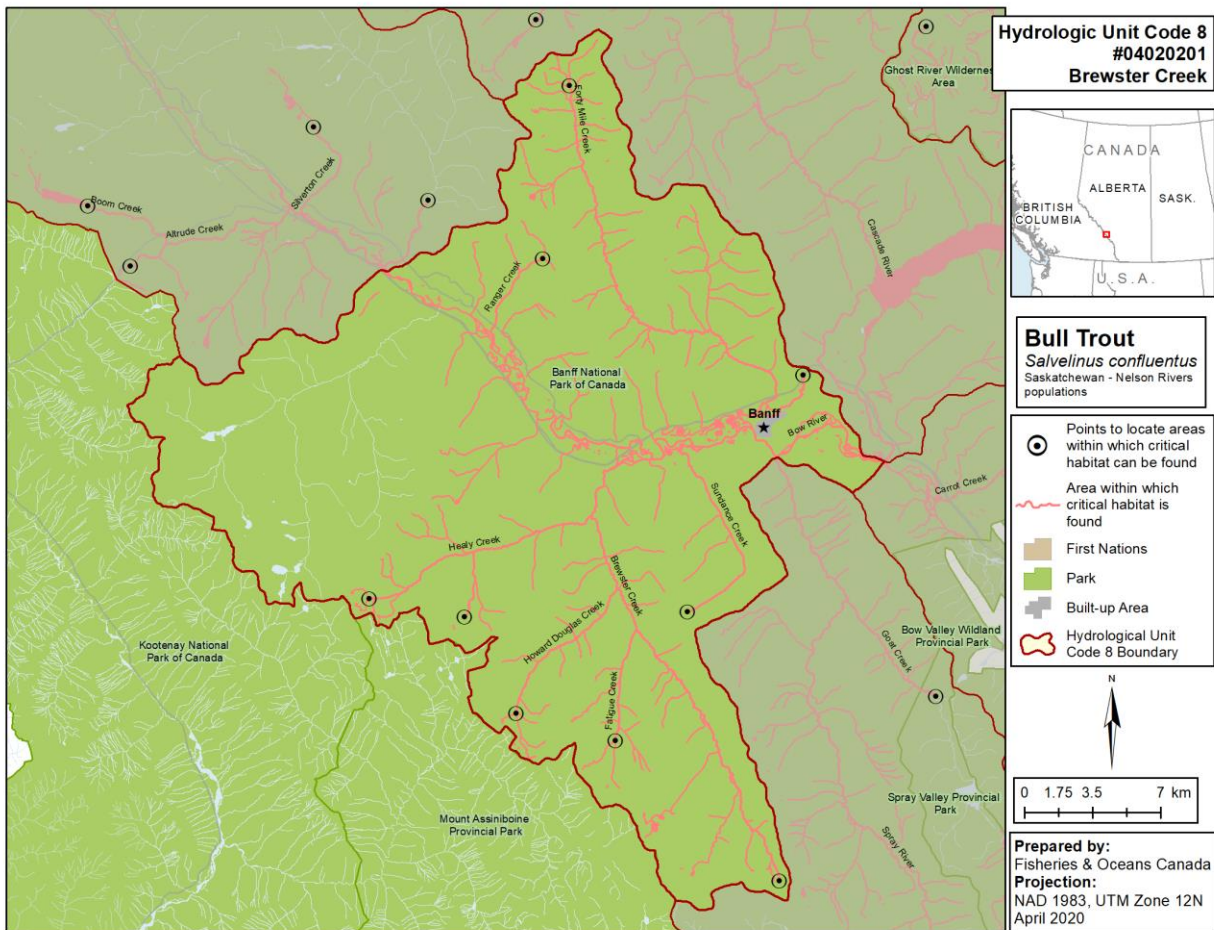 Hydrologic Unit Code 8
#04020201
Brewster Creek
CANADA
ALBERTA
SASK.
BRITISH
COLUMBIA
U.S.A.
Bull Trout
Salvelinus confluentus
Saskatchewan - Nelson Rivers
populations
Points to locate areas
within which critical
habitat can be found
Area within which
critical habitat is
found
First Nations
Park
Built-up Area
Hydrological Unit
Code 8 Boundary
N
0 1.75 3.5 7 km
Prepared by:
Fisheries & Oceans Canada
Projection:
NAD 1983, UTM Zone 12N
April 2020
Ghost River Wilderness
Area
Forty Mile Creek
Silverton Creek
Boom Creek
Altrude Creek
Cascade River
Ranger Creek
Banff National
Park of Canada
Banff
Bow River
Carrot Creek
Sundance Creek
Healy Creek
Brewster Creek
Howard Douglas Creek
Fatigue Creek
Goat Creek
Bow Valley Wildland
Provincial Park
Kootenay National
Park of Canada
Mount Assiniboine
Provincial Park
Spray Valley Provincial
Park
Spray River